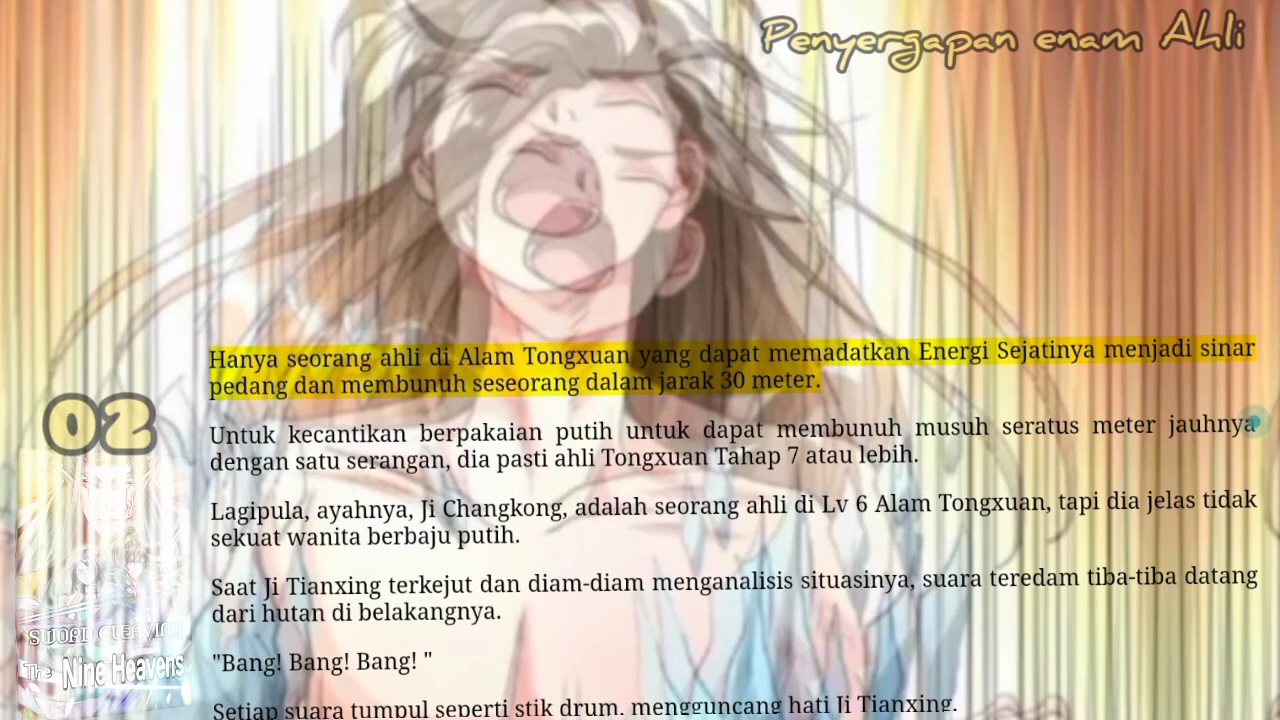 Penyergapan enam Ahli
Hanya seorang ahli di Alam Tongxuan yang dapat memadatkan Energi Sejatinya menjadi sinar
pedang dan membunuh seseorang dalam jarak 30 meter.
02
Untuk kecantikan berpakaian putih untuk dapat membunuh musuh seratus meter jauhnya
dengan satu serangan, dia pasti ahli Tongxuan Tahap 7 atau lebih.
Lagipula, ayahnya, Ji Changkong, adalah seorang ahli di Lv 6 Alam Tongxuan, tapi dia jelas tidak
sekuat wanita berbaju putih.
Saat Ji Tianxing terkejut dan diam-diam menganalisis situasinya, suara teredam tiba-tiba datang
dari hutan di belakangnya.
"Bang! Bang! Bang! "
Setiap suara tumpul seperti stik drum, mengguncang hati Ji Tianxing.
SWORD CLEAVING
The Nine Heavens